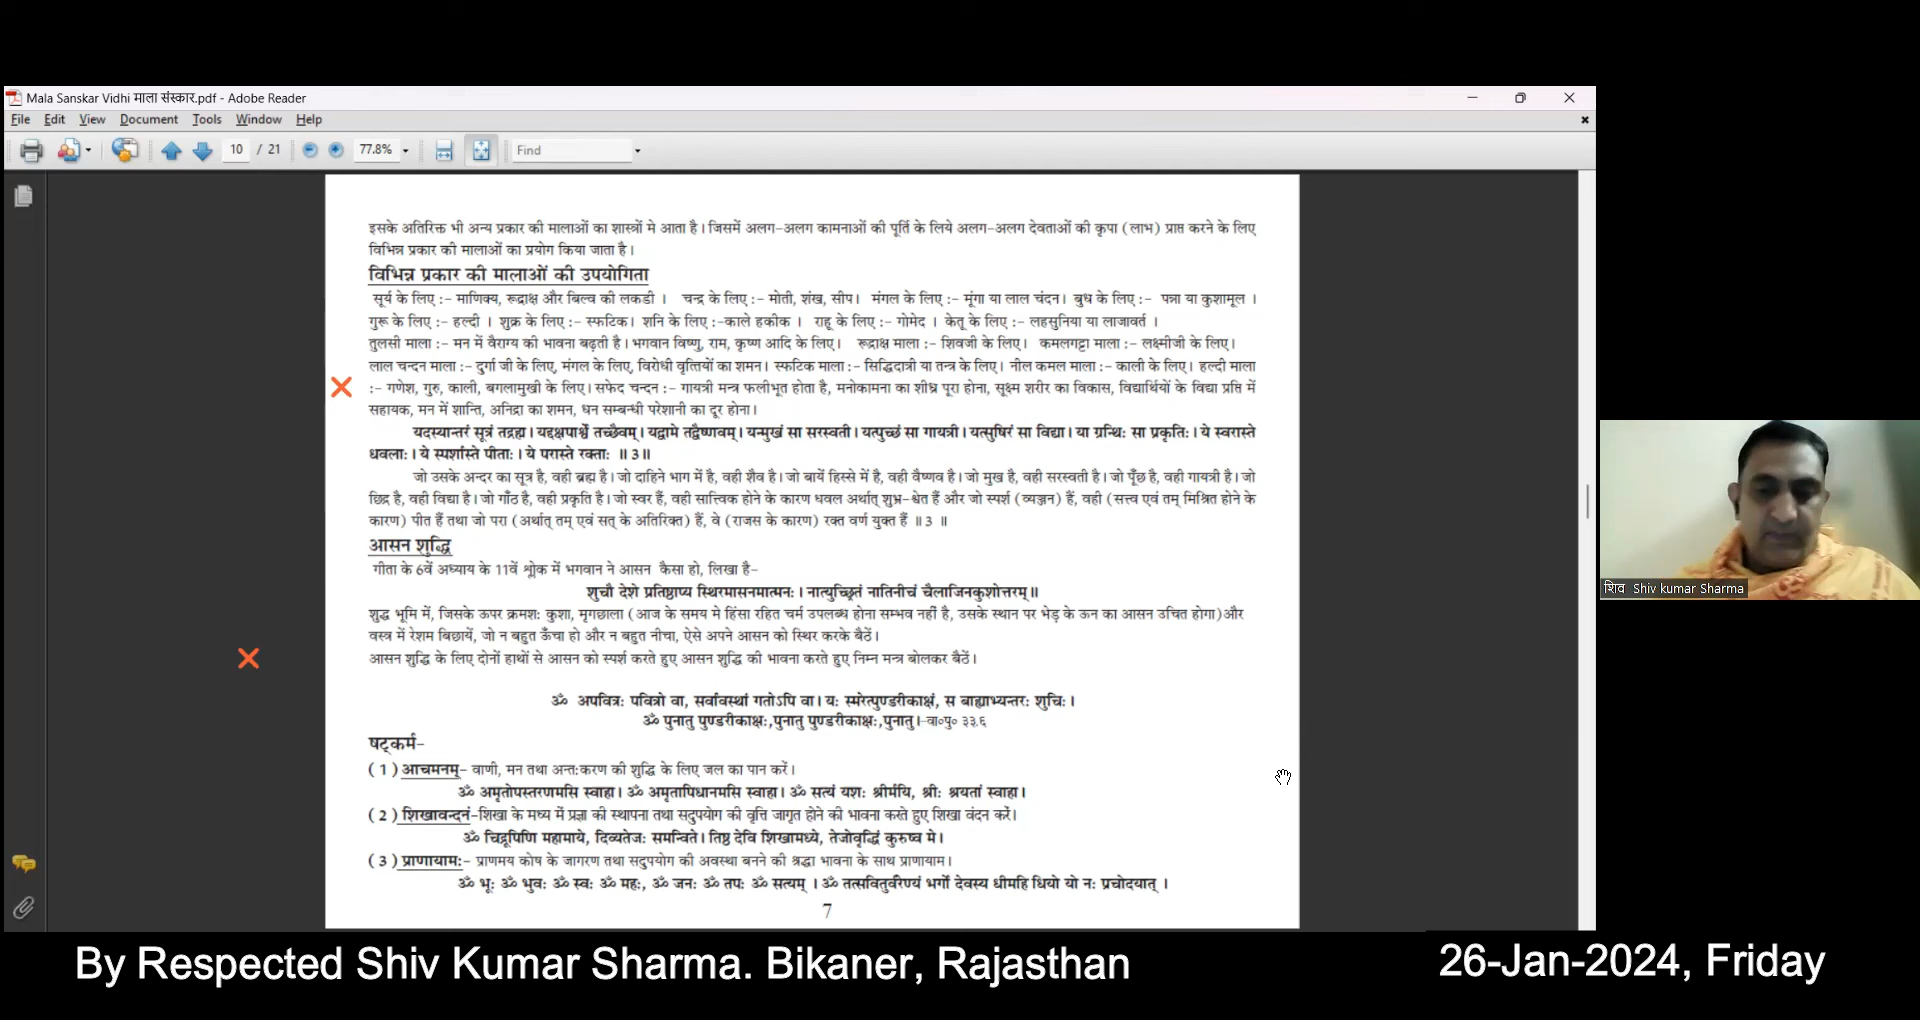 Mala Sanskar Vidhi माला संस्कार.pdf - Adobe Reader
File Edit View Document Tools Window Help
10 / 21 77.8% Find
इसके अतिरिक्त भी अन्य प्रकार की मालाओं का शास्त्रों मे आता है। जिसमें अलग-अलग कामनाओं की पूर्ति के लिये अलग-अलग देवताओं की कृपा (लाभ) प्राप्त करने के लिए
विभिन्न प्रकार की मालाओं का प्रयोग किया जाता है।
विभिन्न प्रकार की मालाओं की उपयोगिता
सूर्य के लिए :- माणिक्य, रूद्राक्ष और बिल्व की लकडी । चन्द्र के लिए :- मोती, शंख, सीप। मंगल के लिए :- मूंगा या लाल चंदन। बुध के लिए :- पन्ना या कुशामूल ।
गुरू के लिए :- हल्दी । शुक्र के लिए :- स्फटिक। शनि के लिए :-काले हकीक । राहू के लिए :- गोमेद । केतू के लिए :- लहसुनिया या लाजावर्त ।
तुलसी माला :- मन में वैराग्य की भावना बढ़ती है। भगवान विष्णु, राम, कृष्ण आदि के लिए। रूद्राक्ष माला :- शिवजी के लिए। कमलगट्टा माला :- लक्ष्मीजी के लिए।
लाल चन्दन माला :- दुर्गा जी के लिए, मंगल के लिए, विरोधी वृत्तियों का शमन। स्फटिक माला :- सिद्धिदात्री या तन्त्र के लिए। नील कमल माला :- काली के लिए। हल्दी माला
:- गणेश, गुरु, काली, बगलामुखी के लिए। सफेद चन्दन :- गायत्री मन्त्र फलीभूत होता है, मनोकामना का शीध्र पूरा होना, सूक्ष्म शरीर का विकास, विद्यार्थियों के विद्या प्रप्ति में
सहायक, मन में शान्ति, अनिद्रा का शमन, धन सम्बन्धी परेशानी का दूर होना।
यदस्यान्तरं सूत्रं तद्ब्रह्म। यद्दक्षपार्श्वे तच्छैवम्। यद्वामे तद्वैष्णवम्। यन्मुखं सा सरस्वती। यत्पुच्छं सा गायत्री। यत्सुषिरं सा विद्या। या ग्रन्थिः सा प्रकृतिः। ये स्वरास्ते
धवलाः। ये स्पर्शास्ते पीताः। ये परास्ते रक्ताः ॥3॥
जो उसके अन्दर का सूत्र है, वही ब्रह्म है। जो दाहिने भाग में है, वही शैव है। जो बायें हिस्से में है, वही वैष्णव है। जो मुख है, वही सरस्वती है। जो पूँछ है, वही गायत्री है। जो
छिद्र है, वही विद्या है। जो गाँठ है, वही प्रकृति है। जो स्वर हैं, वही सात्त्विक होने के कारण धवल अर्थात् शुभ्र-श्वेत हैं और जो स्पर्श (व्यञ्जन) हैं, वही (सत्त्व एवं तम् मिश्रित होने के
कारण) पीत हैं तथा जो परा (अर्थात् तम् एवं सत् के अतिरिक्त) हैं, वे (राजस के कारण) रक्त वर्ण युक्त हैं ॥3 ॥
आसन शुद्धि
गीता के 6वें अध्याय के 11वें श्लोक में भगवान ने आसन कैसा हो, लिखा है-
शुचौ देशे प्रतिष्ठाप्य स्थिरमासनमात्मनः। नात्युच्छ्रितं नातिनीचं चैलाजिनकुशोत्तरम्॥
शुद्ध भूमि में, जिसके ऊपर क्रमशः कुशा, मृगछाला (आज के समय मे हिंसा रहित चर्म उपलब्ध होना सम्भव नहीं है, उसके स्थान पर भेड़ के ऊन का आसन उचित होगा)और
वस्त्र में रेशम बिछायें, जो न बहुत ऊँचा हो और न बहुत नीचा, ऐसे अपने आसन को स्थिर करके बैठें।
आसन शुद्धि के लिए दोनों हाथों से आसन को स्पर्श करते हुए आसन शुद्धि की भावना करते हुए निम्न मन्त्र बोलकर बैठें।
ॐ अपवित्रः पवित्रो वा, सर्वावस्थां गतोऽपि वा। यः स्मरेत्पुण्डरीकाक्षं, स बाह्याभ्यन्तरः शुचिः।
ॐ पुनातु पुण्डरीकाक्षः,पुनातु पुण्डरीकाक्षः,पुनातु।-वा०पु० ३३.६
षट्कर्म-
(1) आचमनम्- वाणी, मन तथा अन्तःकरण की शुद्धि के लिए जल का पान करें।
ॐ अमृतोपस्तरणमसि स्वाहा। ॐ अमृतापिधानमसि स्वाहा। ॐ सत्यं यशः श्रीर्मयि, श्रीः श्रयतां स्वाहा।
(2) शिखावन्दनं-शिखा के मध्य में प्रज्ञा की स्थापना तथा सदुपयोग की वृत्ति जागृत होने की भावना करते हुए शिखा वंदन करें।
ॐ चिद्रूपिणि महामाये, दिव्यतेजः समन्विते। तिष्ठ देवि शिखामध्ये, तेजोवृद्धिं कुरुष्व मे।
(3) प्राणायामः- प्राणमय कोष के जागरण तथा सदुपयोग की अवस्था बनने की श्रद्धा भावना के साथ प्राणायाम।
ॐ भूः ॐ भुवः ॐ स्वः ॐ महः, ॐ जनः ॐ तपः ॐ सत्यम् । ॐ तत्सवितुर्वरेण्यं भर्गो देवस्य धीमहि धियो यो नः प्रचोदयात् ।
7
शिव Shiv kumar Sharma
By Respected Shiv Kumar Sharma. Bikaner, Rajasthan
26-Jan-2024, Friday